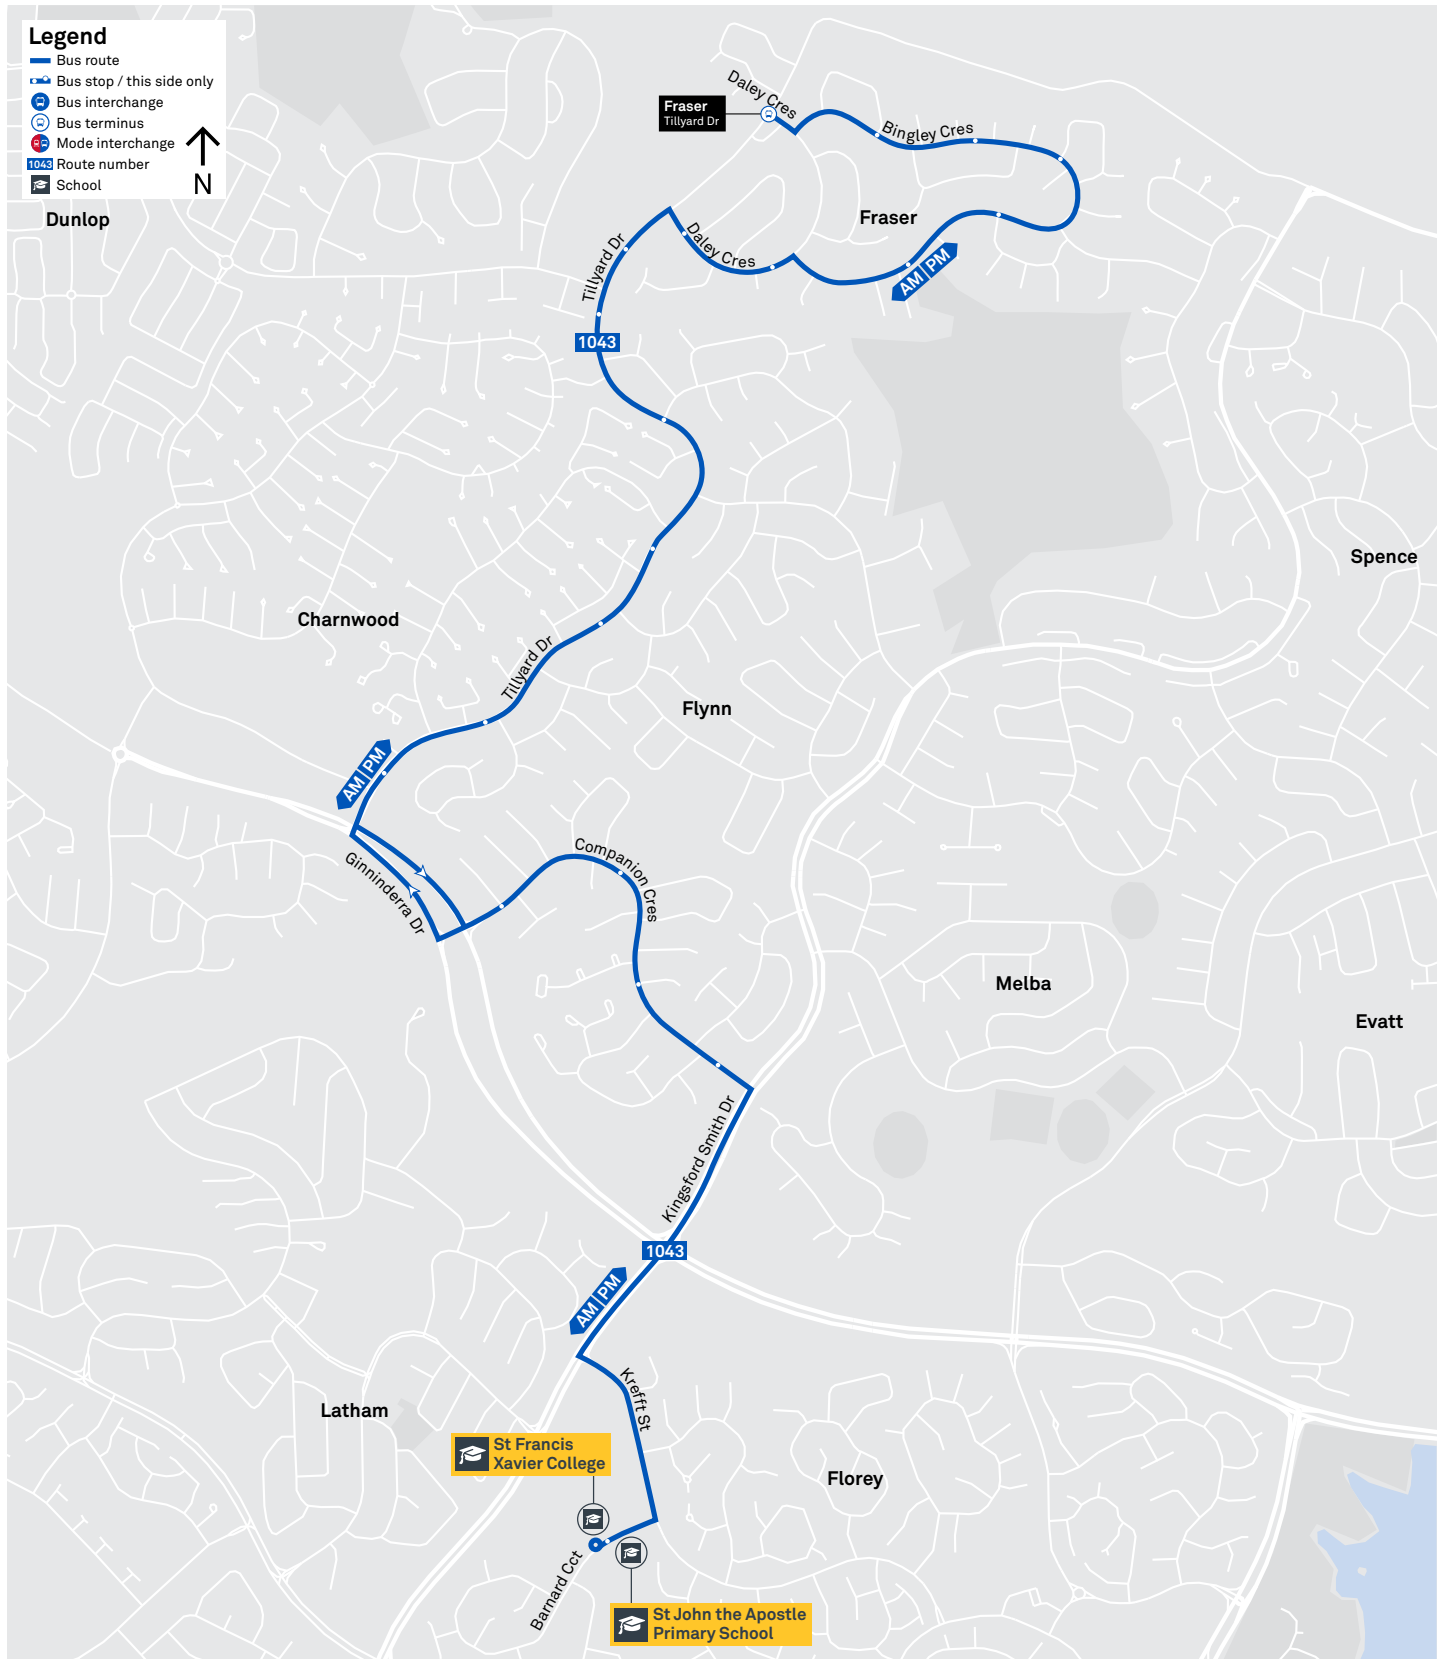 Legend
Bus route
Bus stop / this side only
Bus interchange
Bus terminus
Mode interchange
1043 Route number
School
N
Dunlop
Daley Cres
Fraser
Tillyard Dr
Bingley Cres
Fraser
Daley Cres
Tillyard Dr
AM PM
1043
Spence
Charnwood
Tillyard Dr
Flynn
AM PM
Companion Cres
Ginninderra Dr
Melba
Evatt
Kingsford Smith Dr
1043
AM PM
Krefft St
Latham
St Francis
Xavier College
Florey
Barnard Cct
St John the Apostle
Primary School